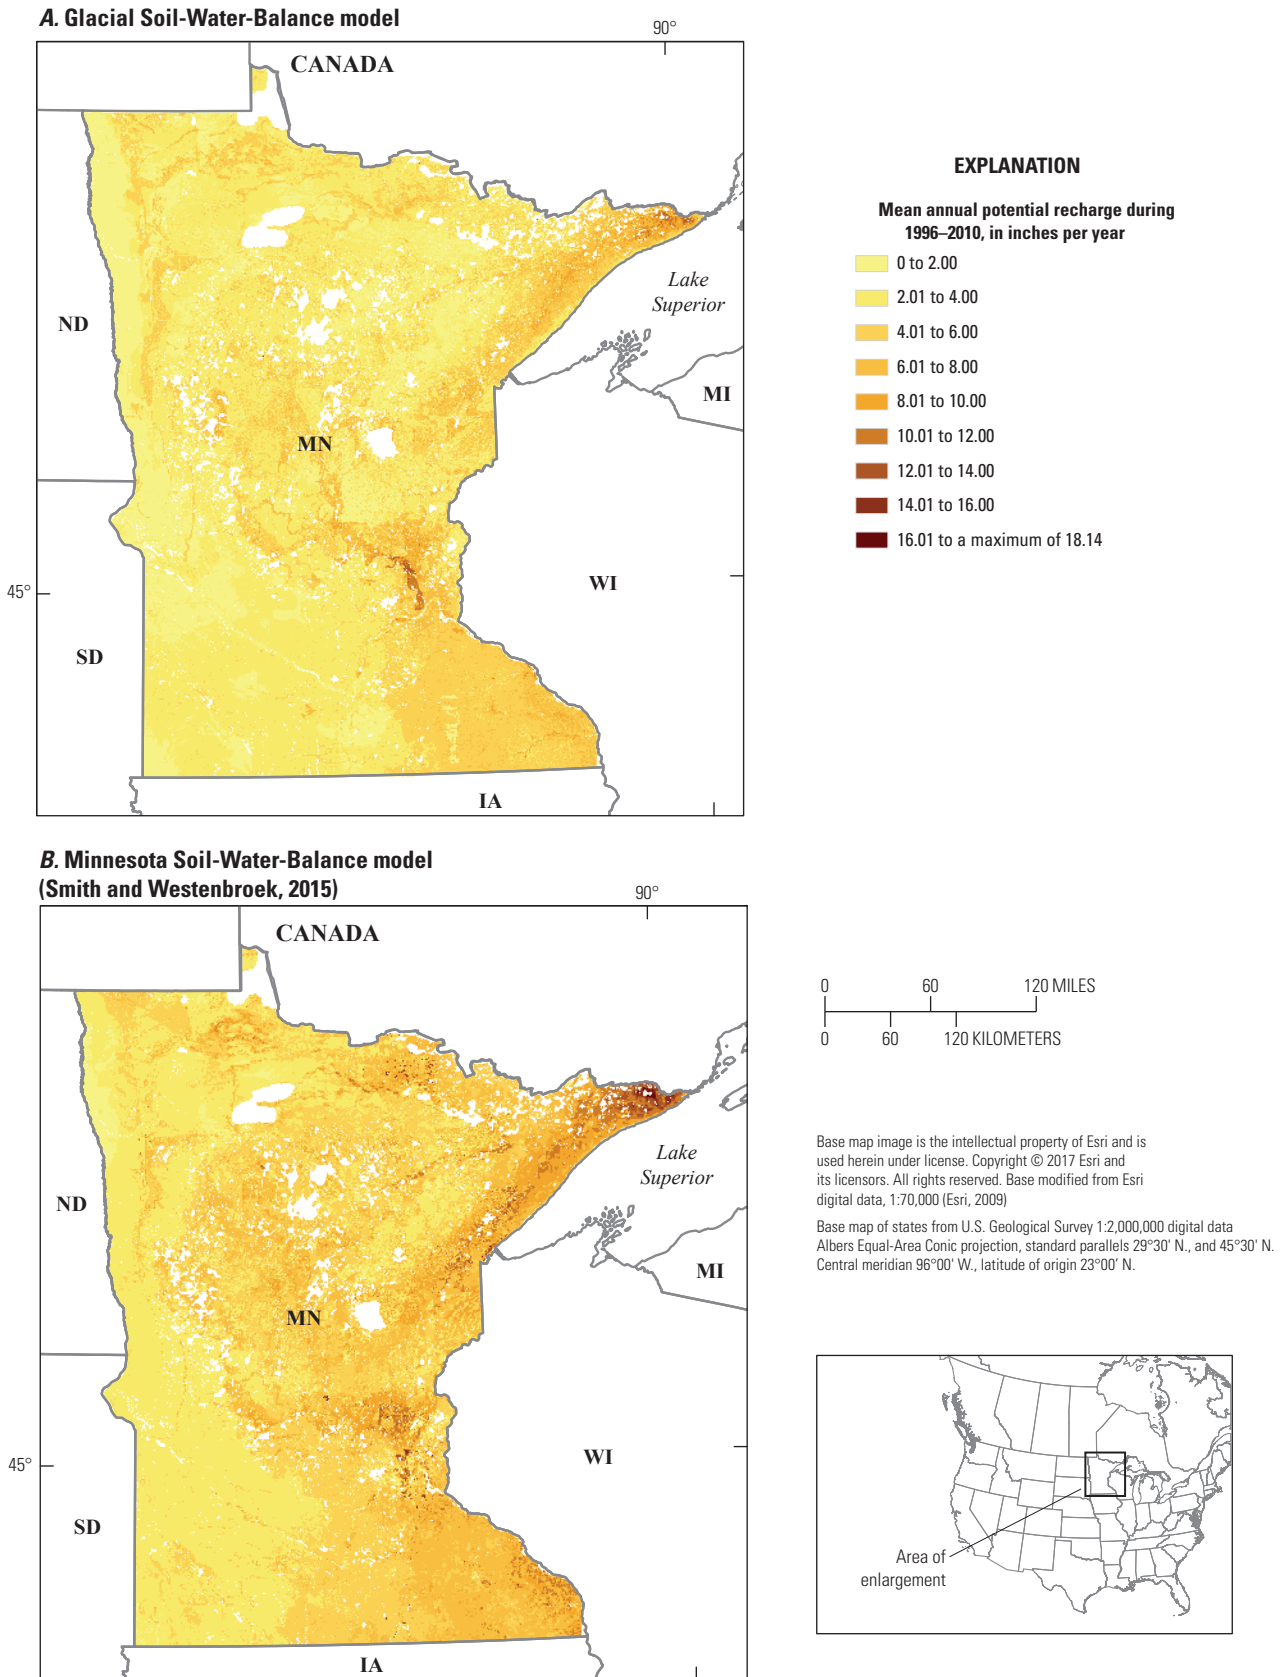 A. Glacial Soil-Water-Balance model
90°
CANADA
Lake
Superior
ND
MI
MN
45°
WI
SD
IA
EXPLANATION
Mean annual potential recharge during
1996–2010, in inches per year
0 to 2.00
2.01 to 4.00
4.01 to 6.00
6.01 to 8.00
8.01 to 10.00
10.01 to 12.00
12.01 to 14.00
14.01 to 16.00
16.01 to a maximum of 18.14
B. Minnesota Soil-Water-Balance model
(Smith and Westenbroek, 2015)
90°
CANADA
Lake
Superior
ND
MI
MN
45°
WI
SD
IA
0 60 120 MILES
0 60 120 KILOMETERS
Base map image is the intellectual property of Esri and is
used herein under license. Copyright © 2017 Esri and
its licensors. All rights reserved. Base modified from Esri
digital data, 1:70,000 (Esri, 2009)
Base map of states from U.S. Geological Survey 1:2,000,000 digital data
Albers Equal-Area Conic projection, standard parallels 29°30' N., and 45°30' N.
Central meridian 96°00' W., latitude of origin 23°00' N.
Area of
enlargement